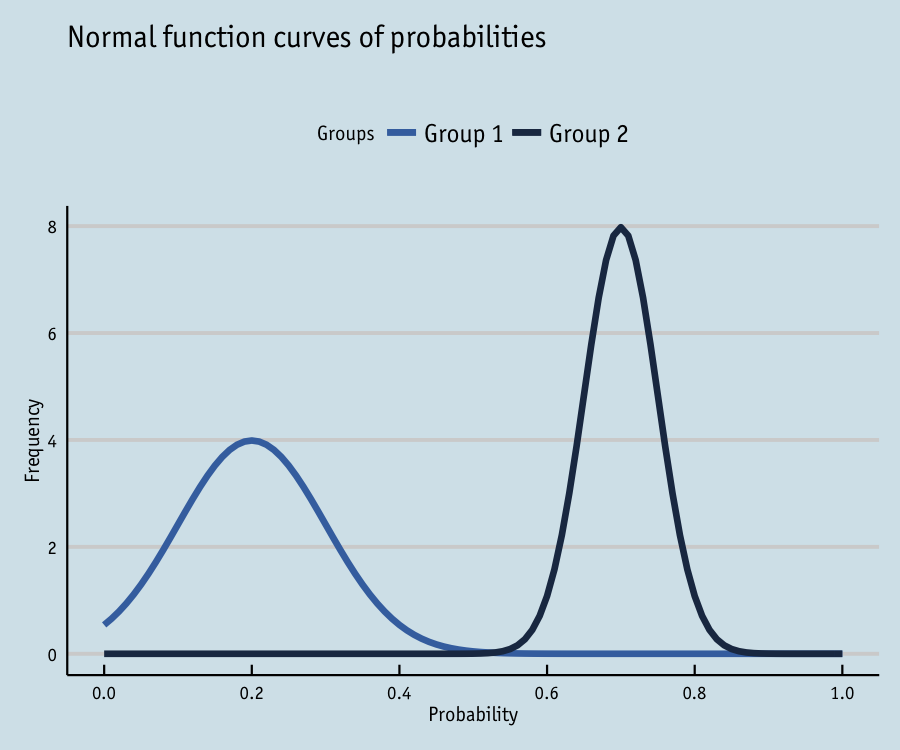 Normal function curves of probabilities
Groups Group 1 Group 2
8
6
4
2
0
Frequency
0.0 0.2 0.4 0.6 0.8 1.0
Probability